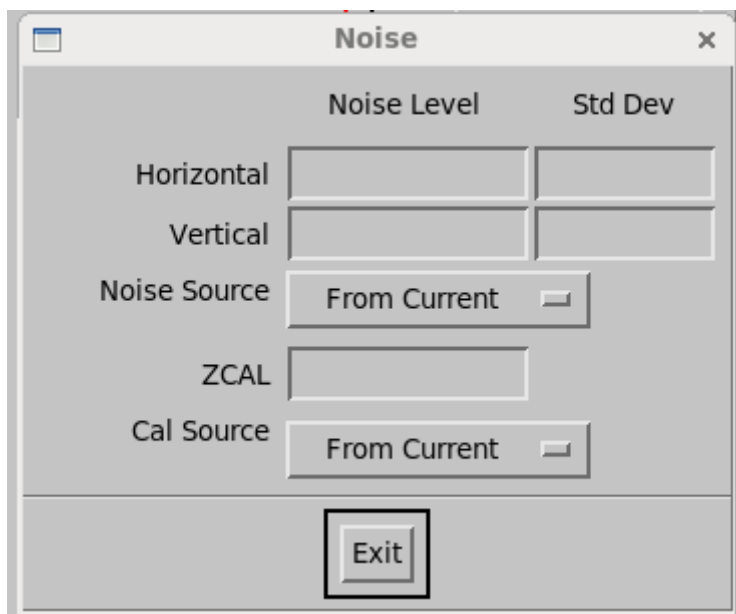 Noise
Noise Level Std Dev
Horizontal
Vertical
Noise Source From Current
ZCAL
Cal Source From Current
Exit